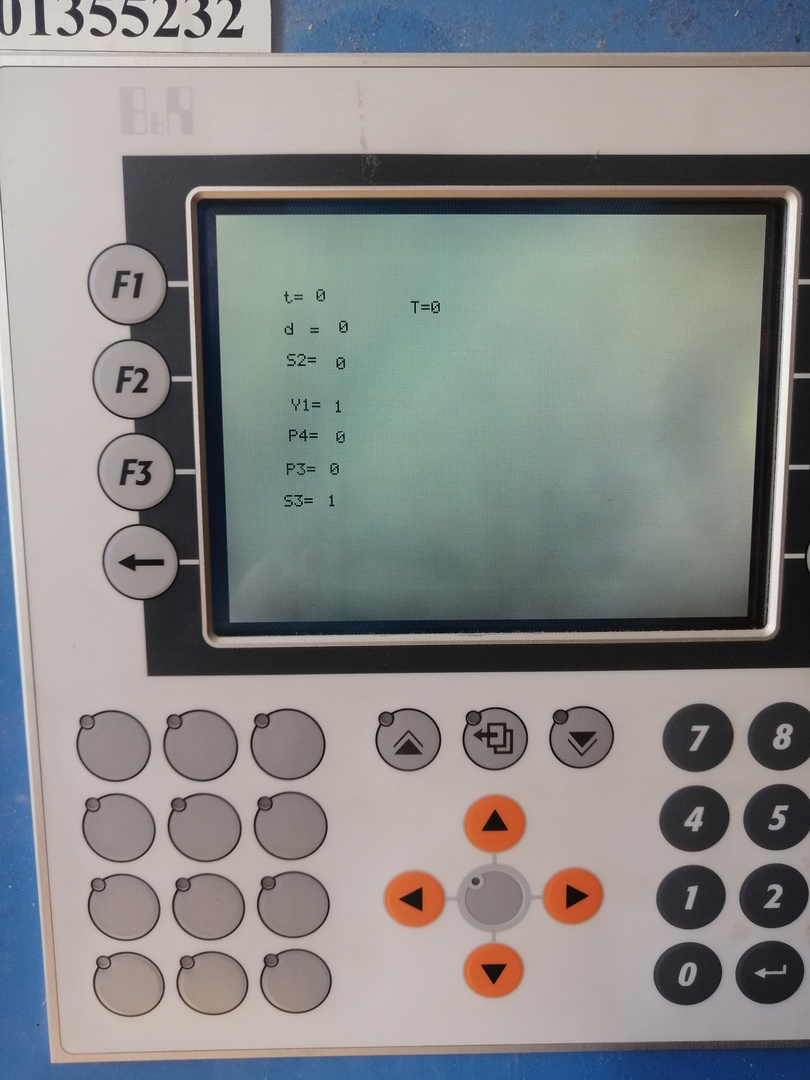 01355232
B&R
F1
F2
F3
t= 0
T=0
d = 0
S2= 0
Y1= 1
P4= 0
P3= 0
S3= 1
7 8
4 5
1 2
0